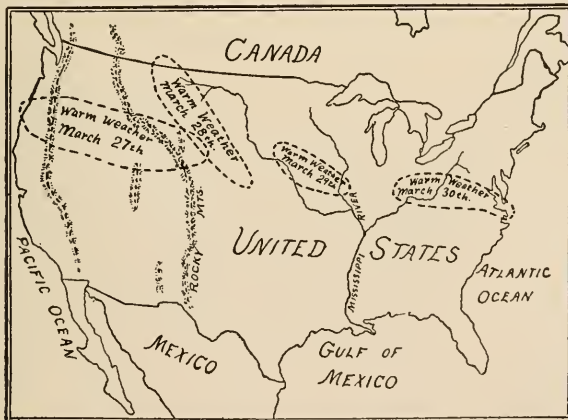 CANADA
Warm Weather
March 28th
Warm Weather
March 27th
Warm Weather
March 29th
Warm Weather
March 30th.
ROCKY MTS.
MISSISSIPPI RIVER
UNITED STATES
PACIFIC OCEAN
ATLANTIC
OCEAN
MEXICO
GULF OF
MEXICO